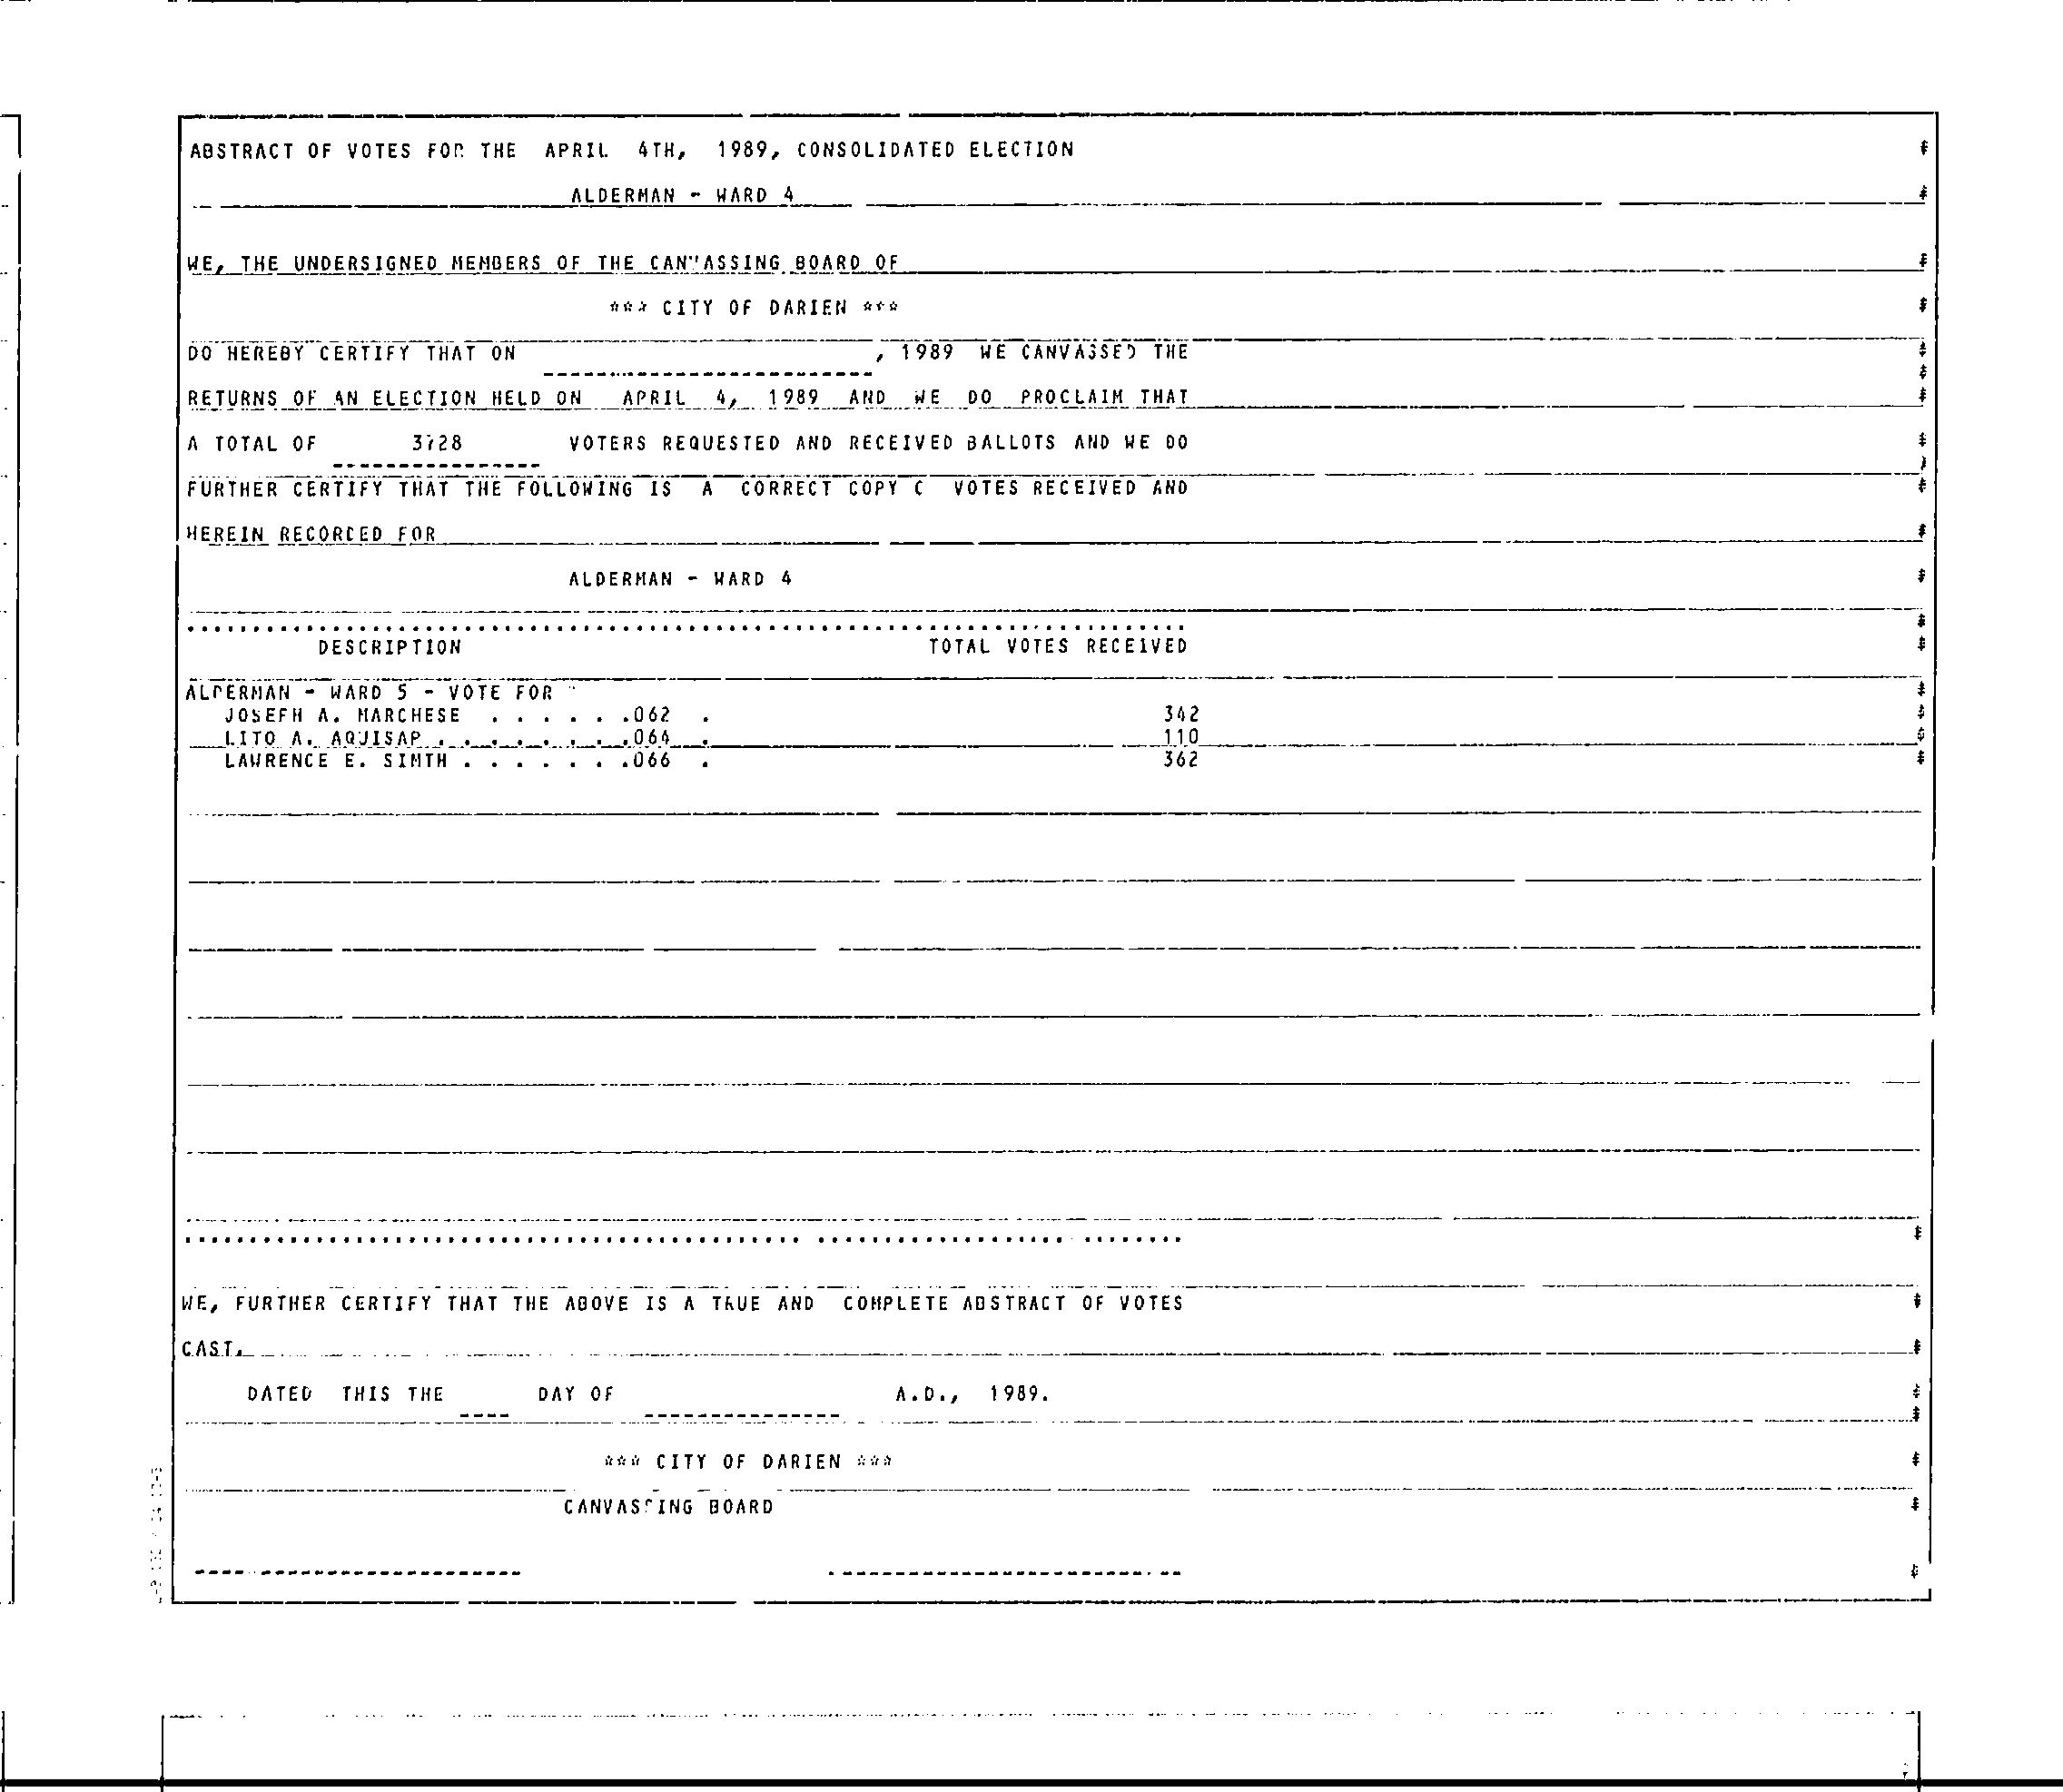 ABSTRACT OF VOTES FOR THE APRIL 4TH, 1989, CONSOLIDATED ELECTION
ALDERMAN - WARD 4
WE, THE UNDERSIGNED MEMBERS OF THE CANVASSING BOARD OF
*** CITY OF DARIEN ***
DO HEREBY CERTIFY THAT ON , 1989 WE CANVASSED THE
RETURNS OF AN ELECTION HELD ON APRIL 4, 1989 AND WE DO PROCLAIM THAT
A TOTAL OF 3728 VOTERS REQUESTED AND RECEIVED BALLOTS AND WE DO
FURTHER CERTIFY THAT THE FOLLOWING IS A CORRECT COPY VOTES RECEIVED AND
HEREIN RECORDED FOR
ALDERMAN - WARD 4
DESCRIPTION TOTAL VOTES RECEIVED
ALDERMAN - WARD 5 - VOTE FOR
JOSEPH A. MARCHESE . . . . . .062 . 342
LITO A. AQUISAP . . . . . . . .064 . 110
LAWRENCE E. SIMTH . . . . . . .066 . 362
WE, FURTHER CERTIFY THAT THE ABOVE IS A TRUE AND COMPLETE ABSTRACT OF VOTES
CAST.
DATED THIS THE DAY OF A.D., 1989.
*** CITY OF DARIEN ***
CANVASSING BOARD